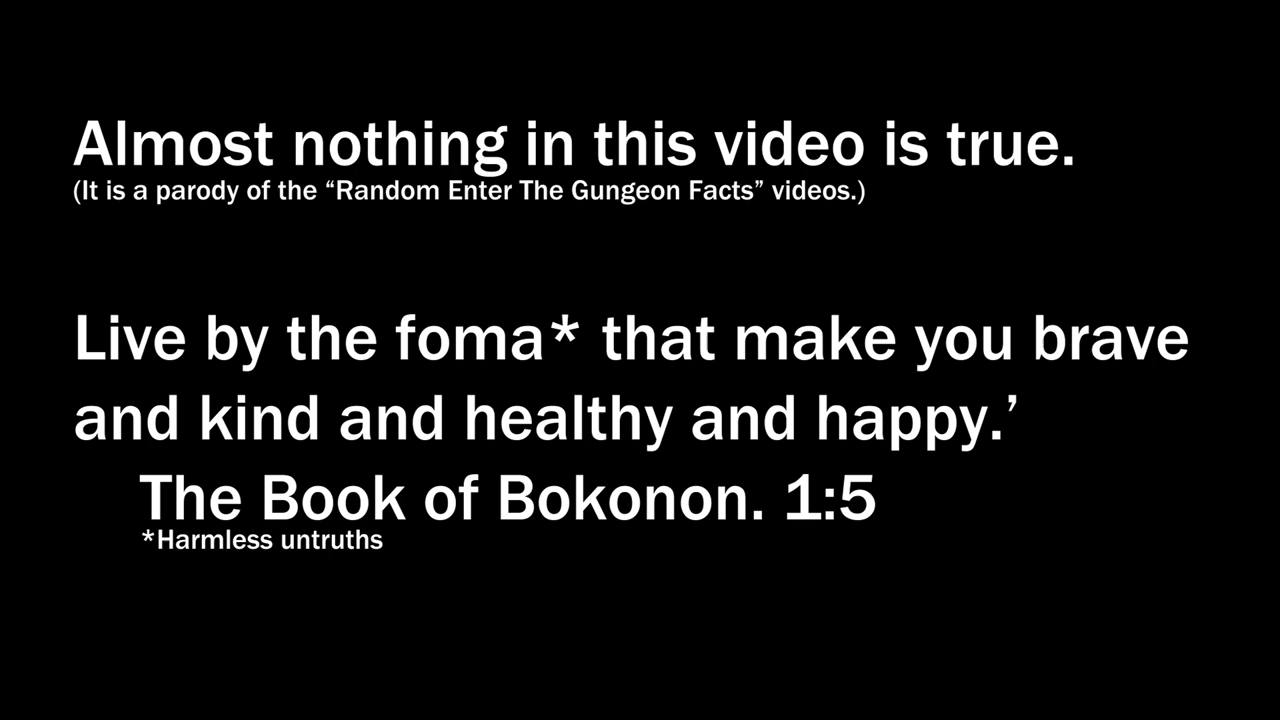 Almost nothing in this video is true.
(It is a parody of the “Random Enter The Gungeon Facts” videos.)
Live by the foma* that make you brave
and kind and healthy and happy.’
The Book of Bokonon. 1:5
*Harmless untruths